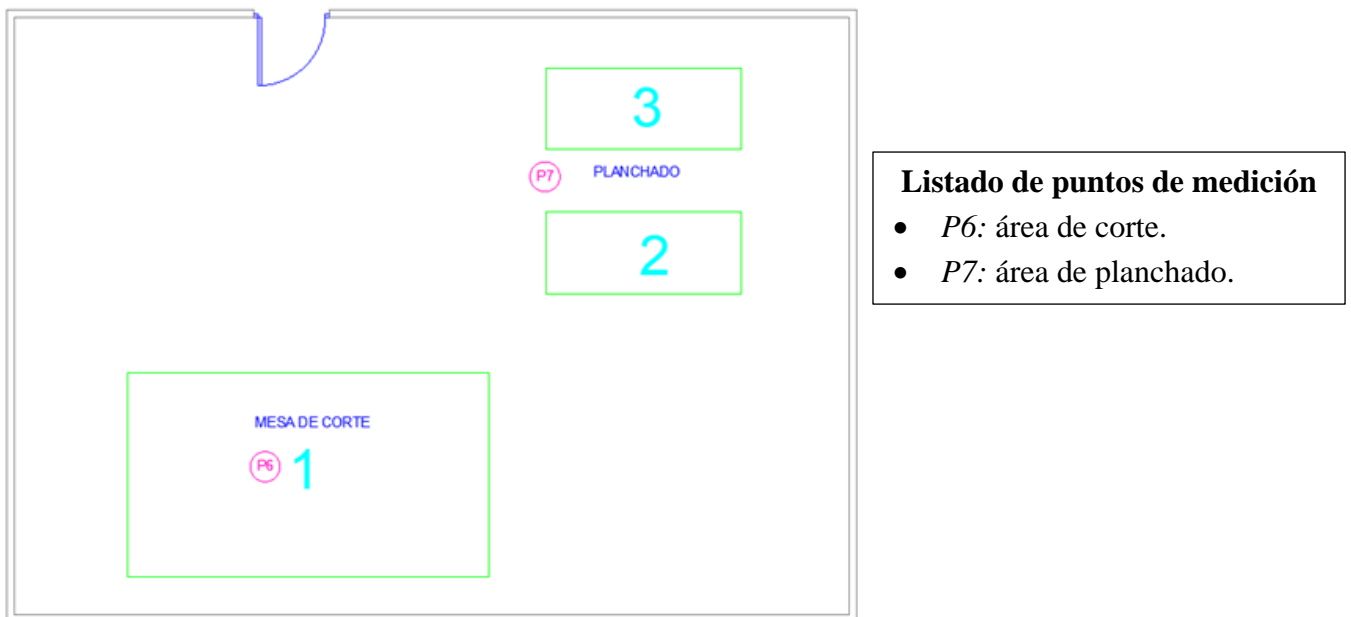 3
P7 PLANCHADO
2
MESA DE CORTE
P6 1
Listado de puntos de medición
• P6: área de corte.
• P7: área de planchado.